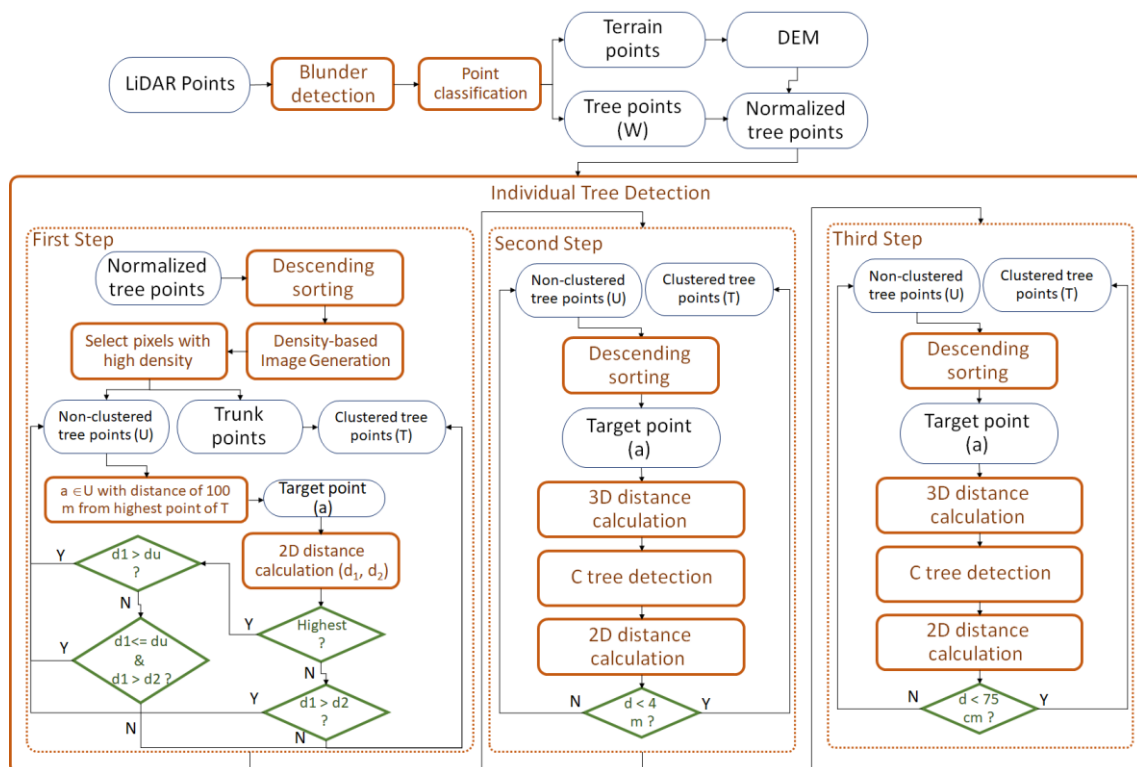 Terrain
points
DEM
LiDAR Points
Blunder
detection
Point
classification
Tree points
(W)
Normalized
tree points
Individual Tree Detection
First Step
Normalized
tree points
Descending
sorting
Select pixels with
high density
Density-based
Image Generation
Non-clustered
tree points (U)
Trunk
points
Clustered tree
points (T)
a ∈U with distance of 100
m from highest point of T
Target point
(a)
Y
d1 > du
?
2D distance
calculation (d₁, d₂)
N
Y
Highest
?
Y
d1<= du
&
d1 > d2 ?
N
Y
d1 > d2
?
N
N
Second Step
Non-clustered
tree points (U)
Clustered tree
points (T)
Descending
sorting
Target point
(a)
3D distance
calculation
C tree detection
2D distance
calculation
N
d < 4
m ?
Y
Third Step
Non-clustered
tree points (U)
Clustered tree
points (T)
Descending
sorting
Target point
(a)
3D distance
calculation
C tree detection
2D distance
calculation
N
d < 75
cm ?
Y